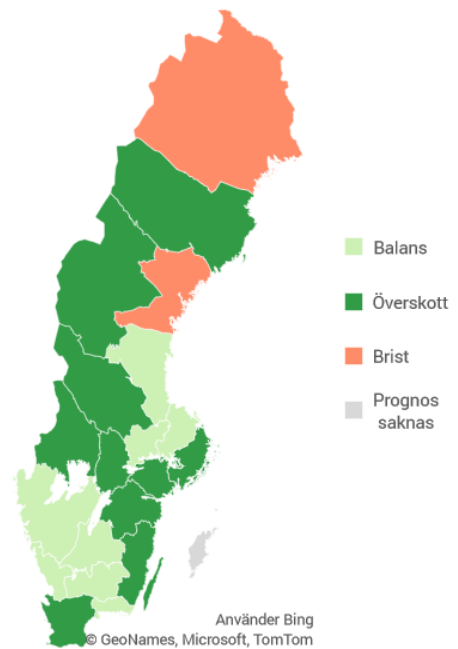 Balans
Överskott
Brist
Prognos
saknas
Använder Bing
© GeoNames, Microsoft, TomTom